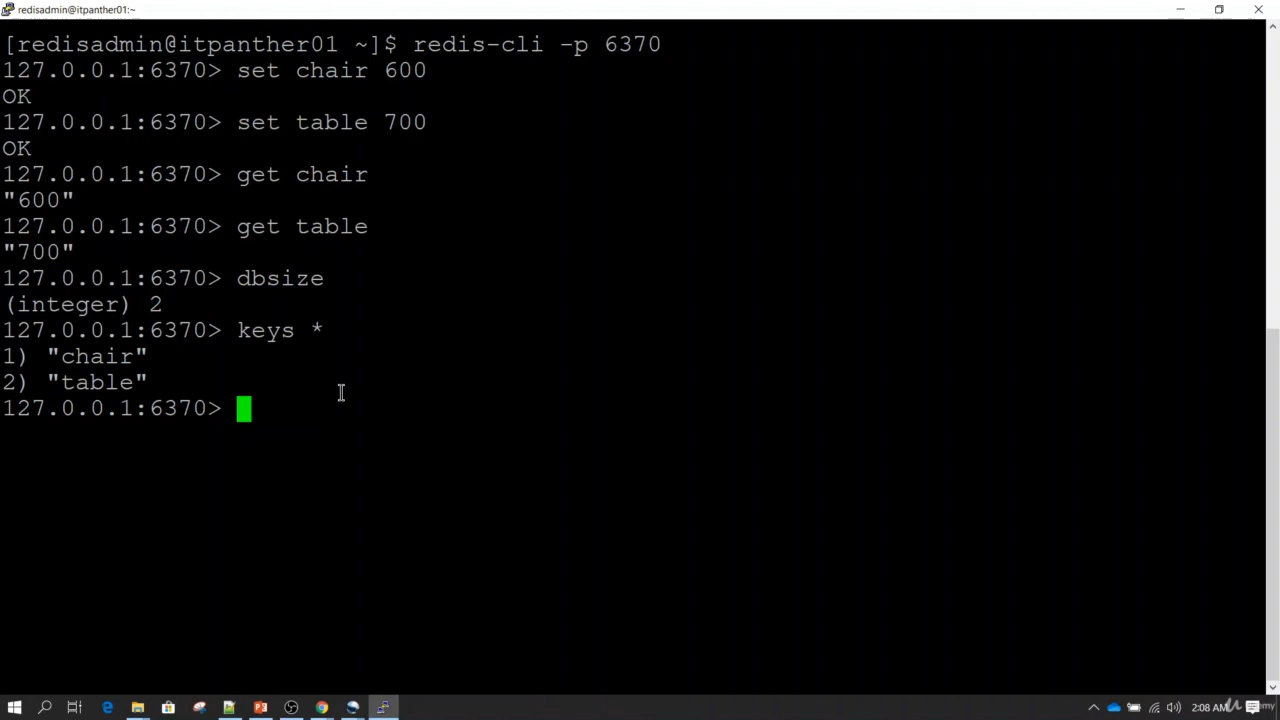 redisadmin@itpanther01:~
[redisadmin@itpanther01 ~]$ redis-cli -p 6370
127.0.0.1:6370> set chair 600
OK
127.0.0.1:6370> set table 700
OK
127.0.0.1:6370> get chair
"600"
127.0.0.1:6370> get table
"700"
127.0.0.1:6370> dbsize
(integer) 2
127.0.0.1:6370> keys *
1) "chair"
2) "table"
127.0.0.1:6370>
2:08 AM